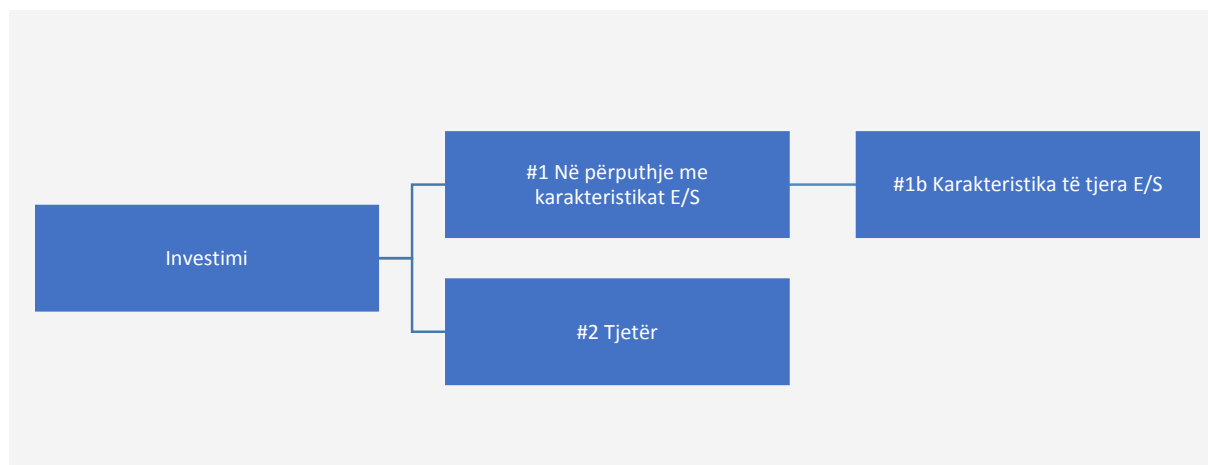 #1 Në përputhje me
karakteristikat E/S
#1b Karakteristika të tjera E/S
Investimi
#2 Tjetër